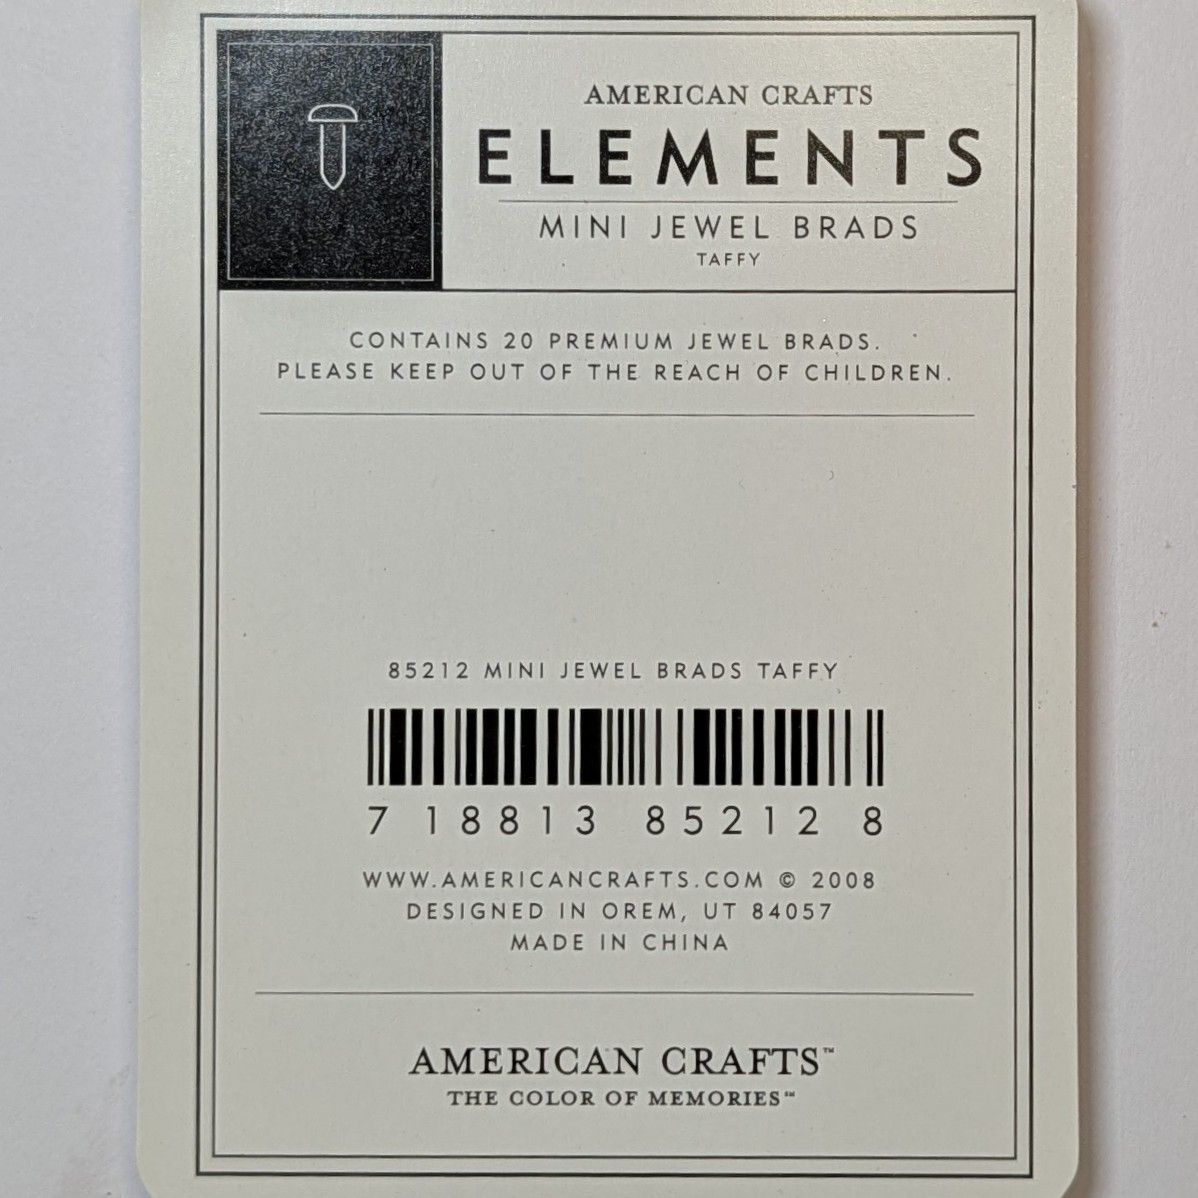 AMERICAN CRAFTS
ELEMENTS
MINI JEWEL BRADS
TAFFY
CONTAINS 20 PREMIUM JEWEL BRADS.
PLEASE KEEP OUT OF THE REACH OF CHILDREN.
85212 MINI JEWEL BRADS TAFFY
7 18813 85212 8
WWW.AMERICANCRAFTS.COM © 2008
DESIGNED IN OREM, UT 84057
MADE IN CHINA
AMERICAN CRAFTS™
THE COLOR OF MEMORIES™